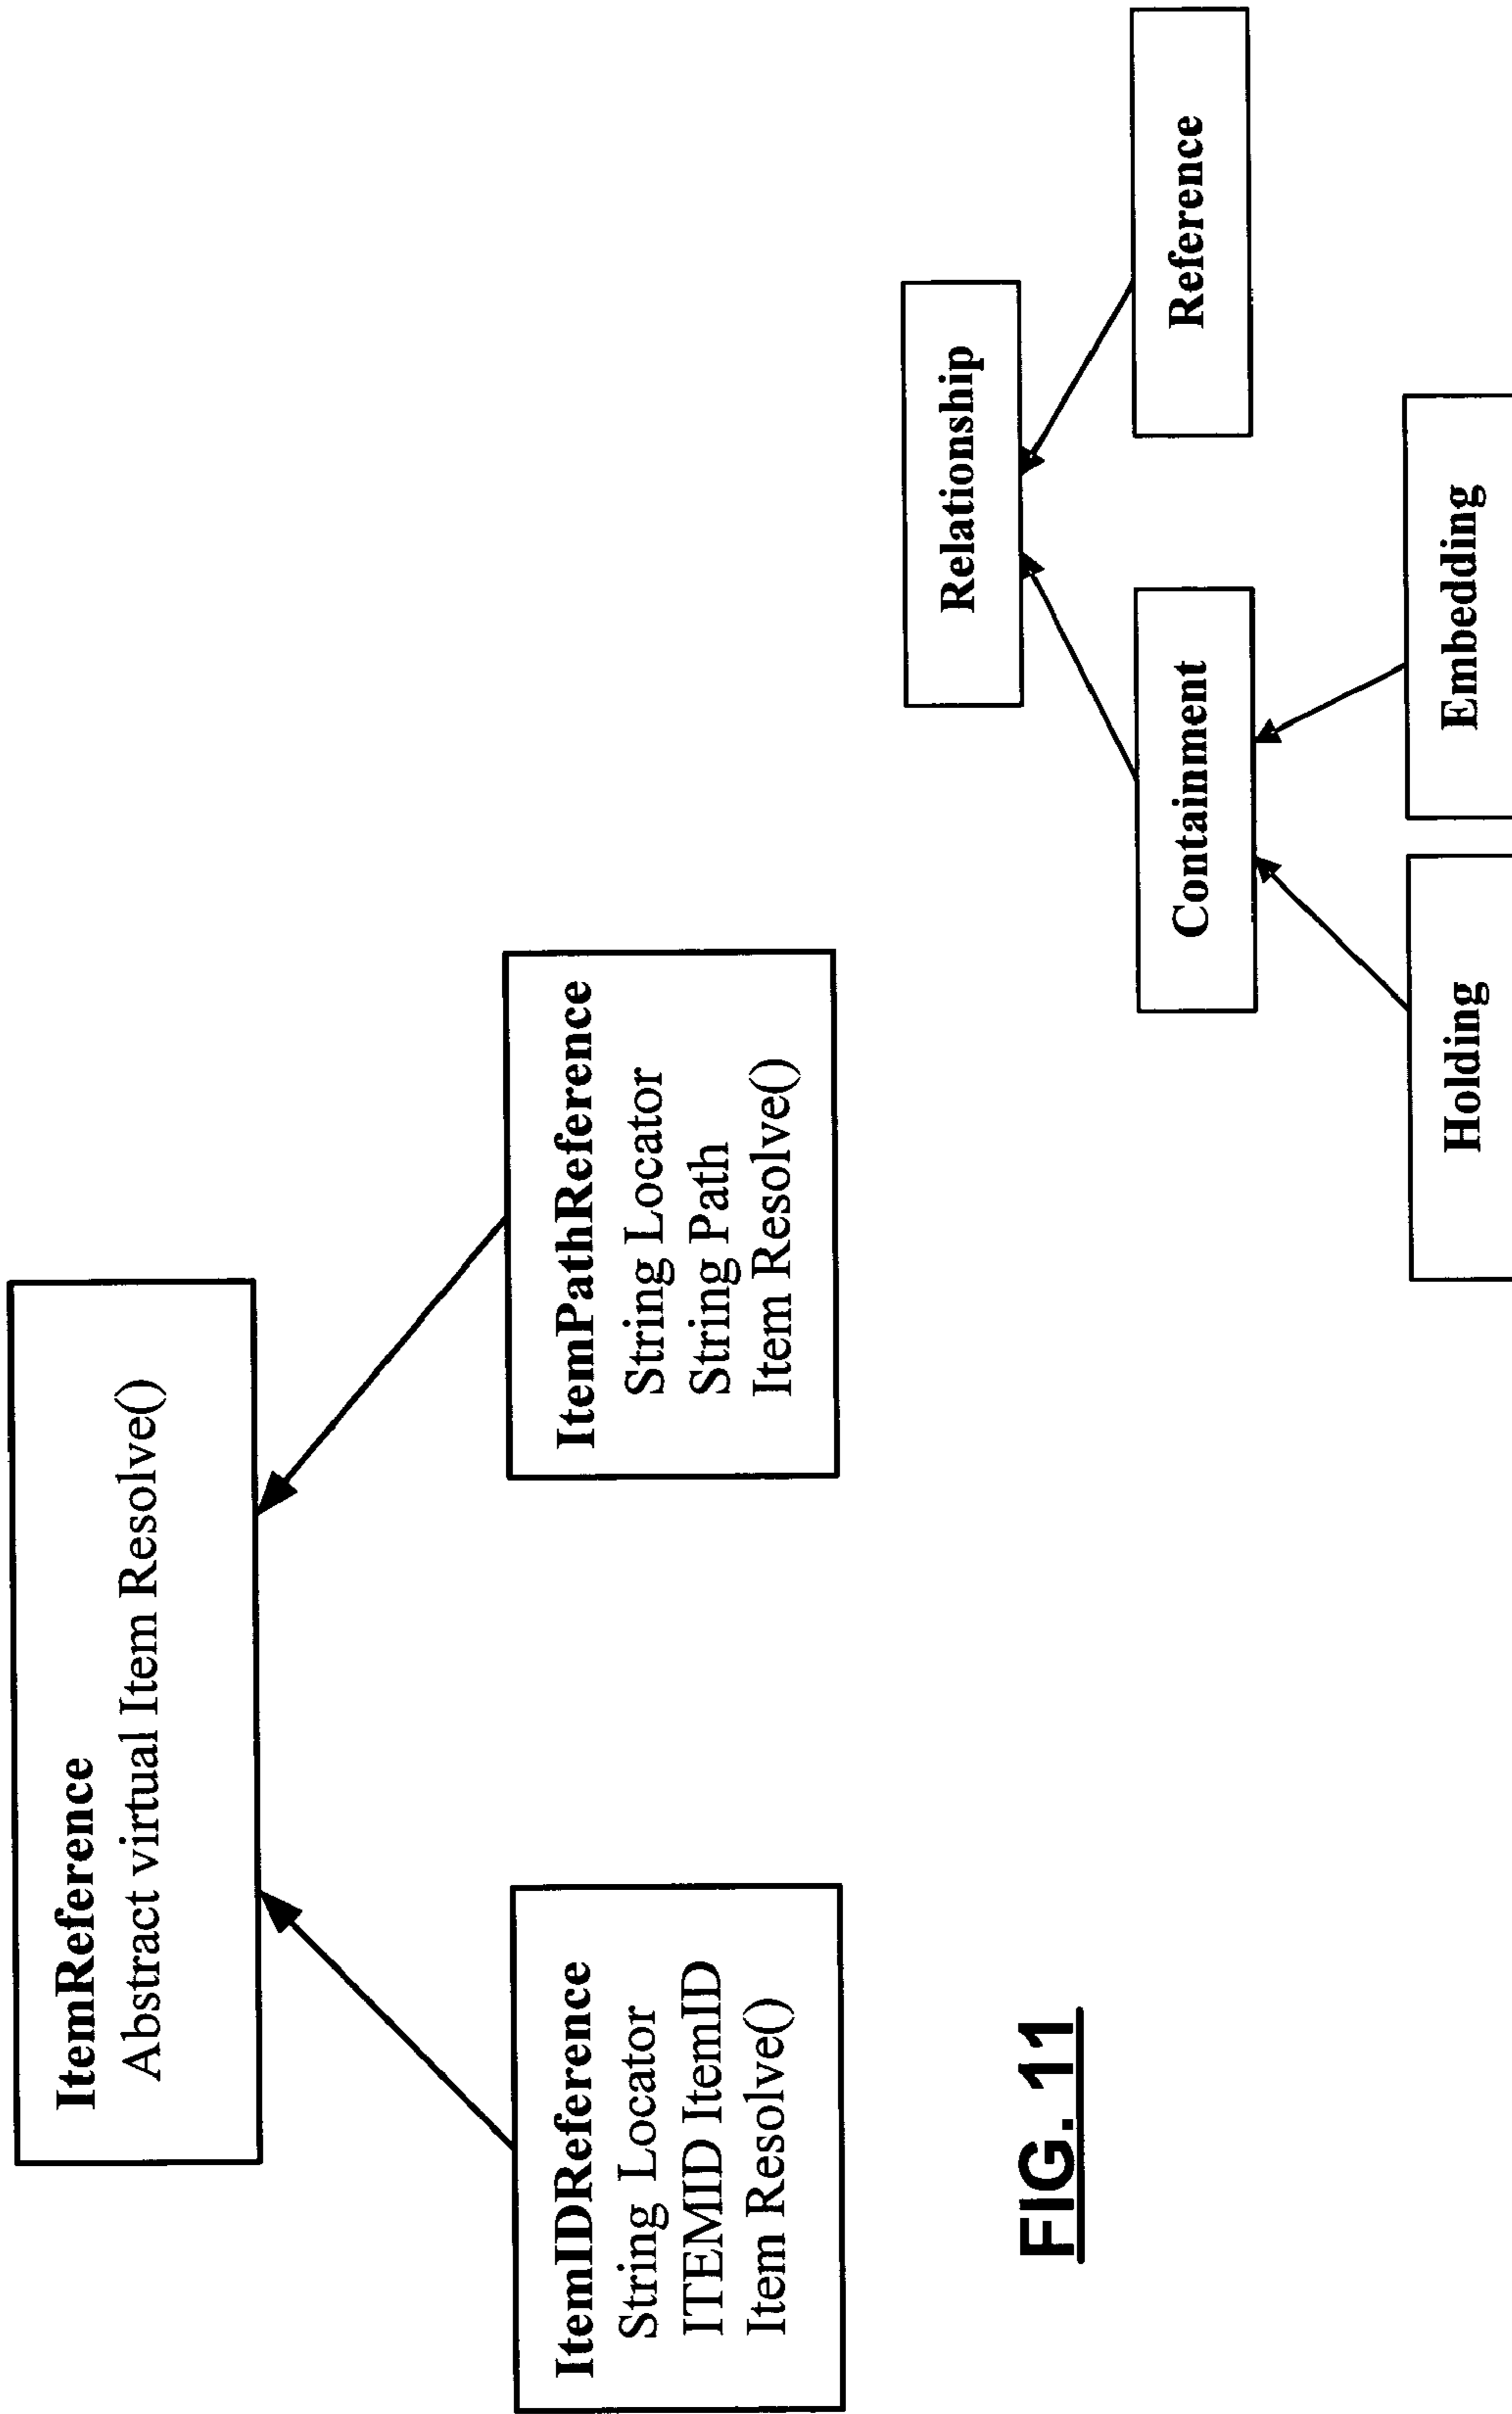 ItemReference
Abstract virtual Item Resolve()
ItemIDReference
String Locator
ITEMID ItemID
Item Resolve()
ItemPathReference
String Locator
String Path
Item Resolve()
Relationship
Containment
Reference
Holding
Embedding
FIG. 11